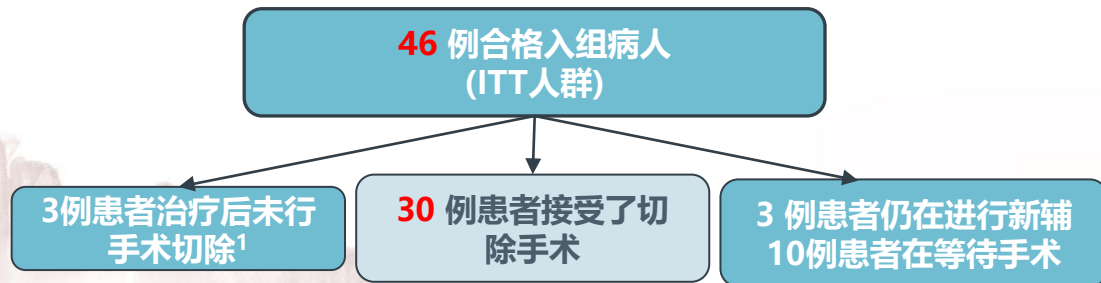 46 例合格入组病人
(ITT人群)
3例患者治疗后未行
手术切除1
30 例患者接受了切
除手术
3 例患者仍在进行新辅
10例患者在等待手术